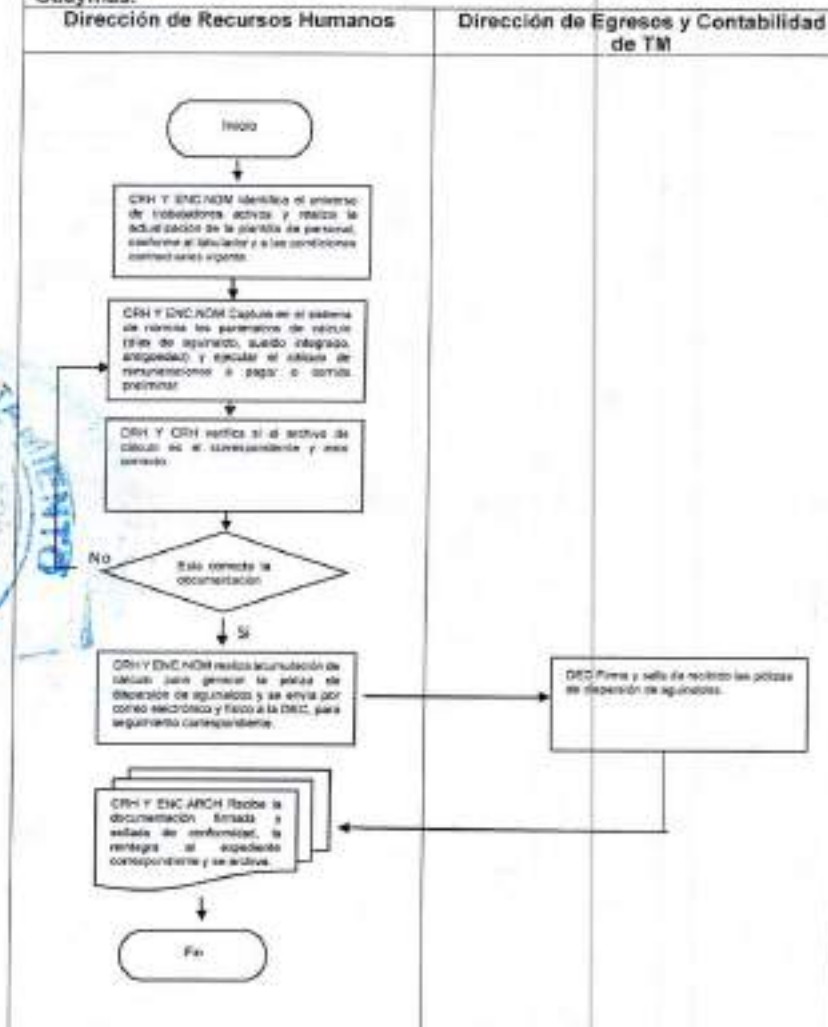 Guaymas.
Dirección de Recursos Humanos
Dirección de Egresos y Contabilidad
de TM
Inicio
CRH Y ENC.NOM identifica el universo
de trabajadores activos y realiza la
actualización de la plantilla de personal,
conforme al tabulador y a las condiciones
contractuales vigente.
CRH Y ENC.NOM Captura en el sistema
de nómina los parámetros de cálculo
(días de aguinaldo, sueldo integrado,
antigüedad) y ejecutar el cálculo de
remuneraciones a pagar o corrida
preliminar
CRH Y CRH verifica si el archivo de
cálculo es el correspondiente y este
correcto.
Esta correcta la
documentación
No
Si
CRH Y ENC.NOM realiza acumulación de
cálculo para generar la póliza de
dispersión de aguinaldos y se envía por
correo electrónico y físico a la DEC, para
seguimiento correspondiente.
DEC Firma y sella de recibido las pólizas
de dispersión de aguinaldos.
CRH Y ENC.ARCH Recibe la
documentación firmada y
sellada de conformidad, la
reintegra al expediente
correspondiente y se archiva.
Fin